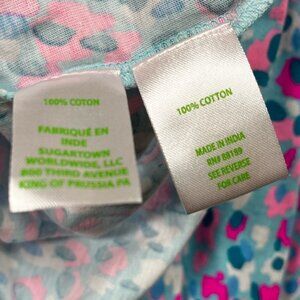 100% COTON
FABRIQUÉ EN
INDE
SUGARTOWN
WORLDWIDE, LLC
800 THIRD AVENUE
KING OF PRUSSIA PA
100% COTTON
MADE IN INDIA
RN# 88199
SEE REVERSE
FOR CARE